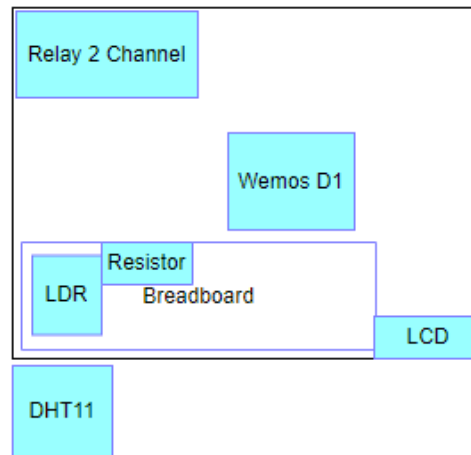 Relay 2 Channel
Wemos D1
Resistor
LDR
Breadboard
LCD
DHT11